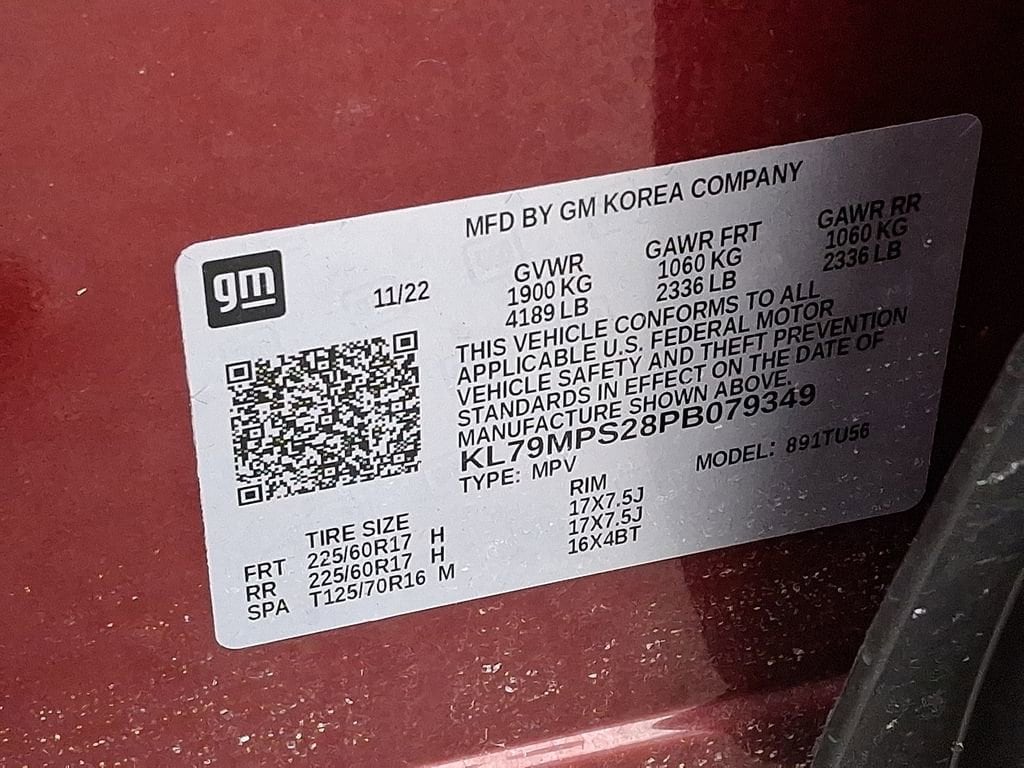 MFD BY GM KOREA COMPANY
gm
11/22
GVWR GAWR FRT GAWR RR
1900 KG 1060 KG 1060 KG
4189 LB 2336 LB 2336 LB
THIS VEHICLE CONFORMS TO ALL
APPLICABLE U.S. FEDERAL MOTOR
VEHICLE SAFETY AND THEFT PREVENTION
STANDARDS IN EFFECT ON THE DATE OF
MANUFACTURE SHOWN ABOVE.
KL79MPS28PB079349
TYPE: MPV MODEL: 891TU56
TIRE SIZE RIM
FRT 225/60R17 H 17X7.5J
RR 225/60R17 H 17X7.5J
SPA T125/70R16 M 16X4BT